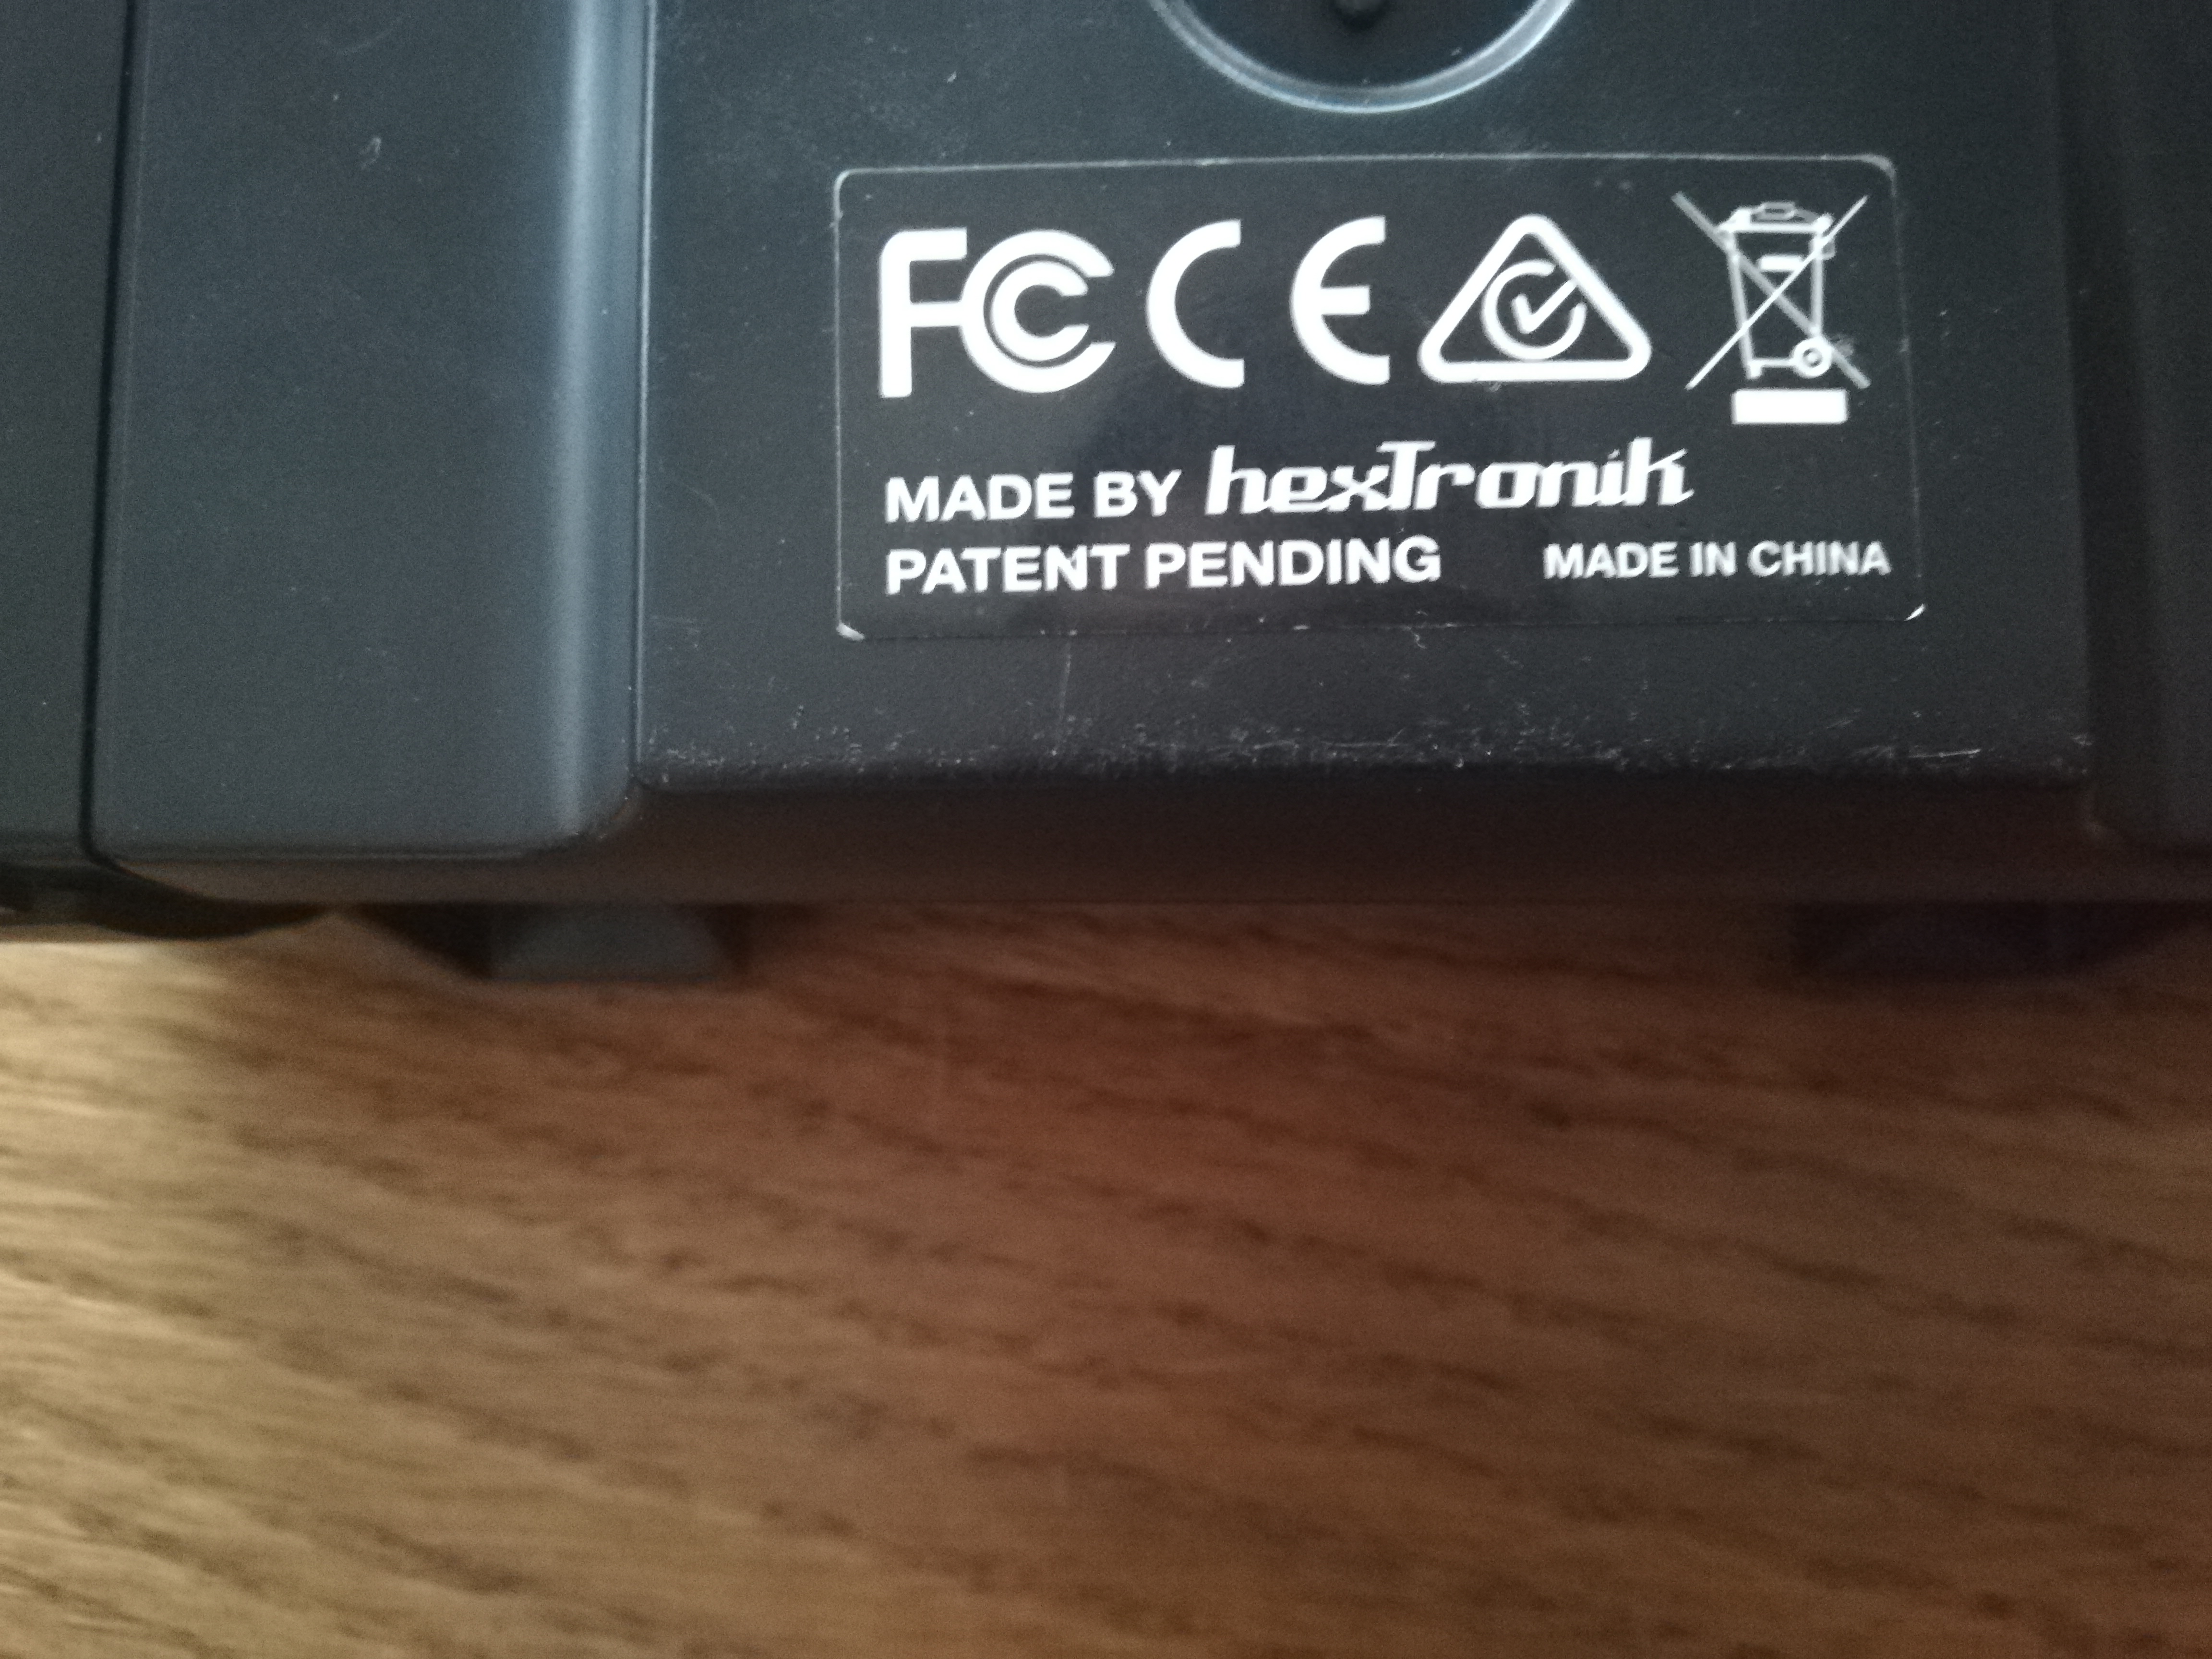 FC CE
MADE BY hexTronik
PATENT PENDING MADE IN CHINA